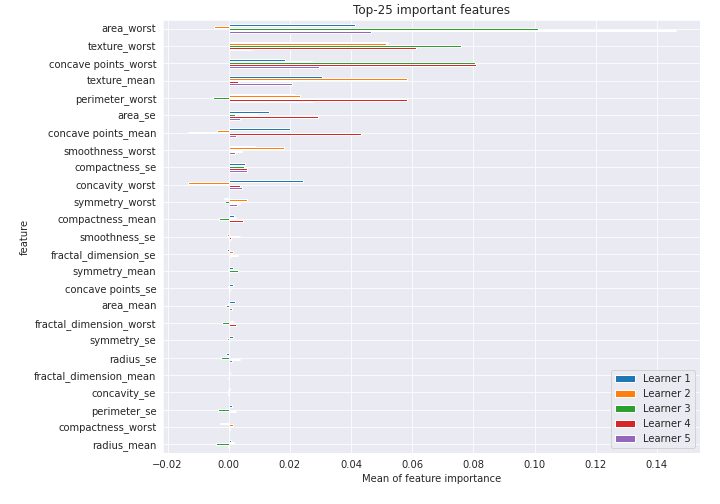 Top-25 important features
area_worst
texture_worst
concave points_worst
texture_mean
perimeter_worst
area_se
concave points_mean
smoothness_worst
compactness_se
concavity_worst
symmetry_worst
compactness_mean
smoothness_se
fractal_dimension_se
symmetry_mean
concave points_se
area_mean
fractal_dimension_worst
symmetry_se
radius_se
fractal_dimension_mean
concavity_se
perimeter_se
compactness_worst
radius_mean
feature
Learner 1
Learner 2
Learner 3
Learner 4
Learner 5
−0.02 0.00 0.02 0.04 0.06 0.08 0.10 0.12 0.14
Mean of feature importance